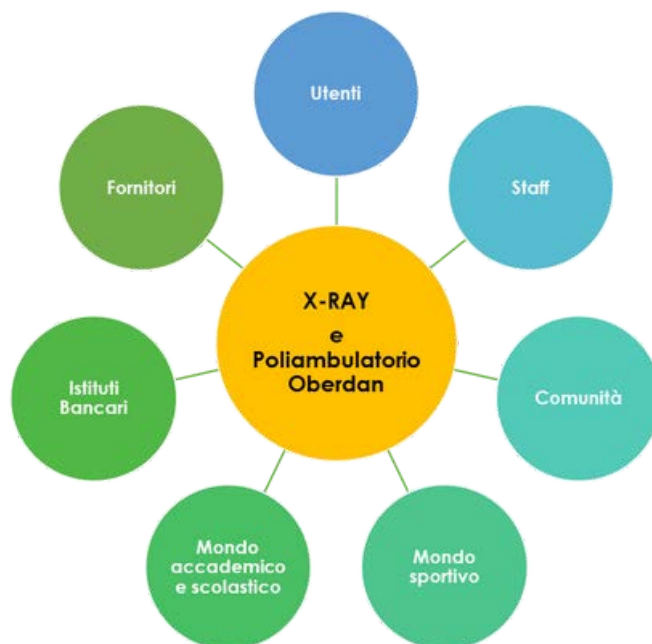 Utenti
Fornitori
Staff
X-RAY
e
Poliambulatorio
Oberdan
Istituti
Bancari
Comunità
Mondo
accademico
e scolastico
Mondo
sportivo